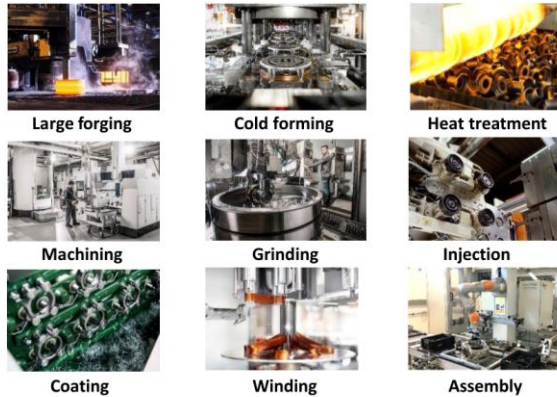 Large forging
Cold forming
Heat treatment
Machining
Grinding
Injection
Coating
Winding
Assembly